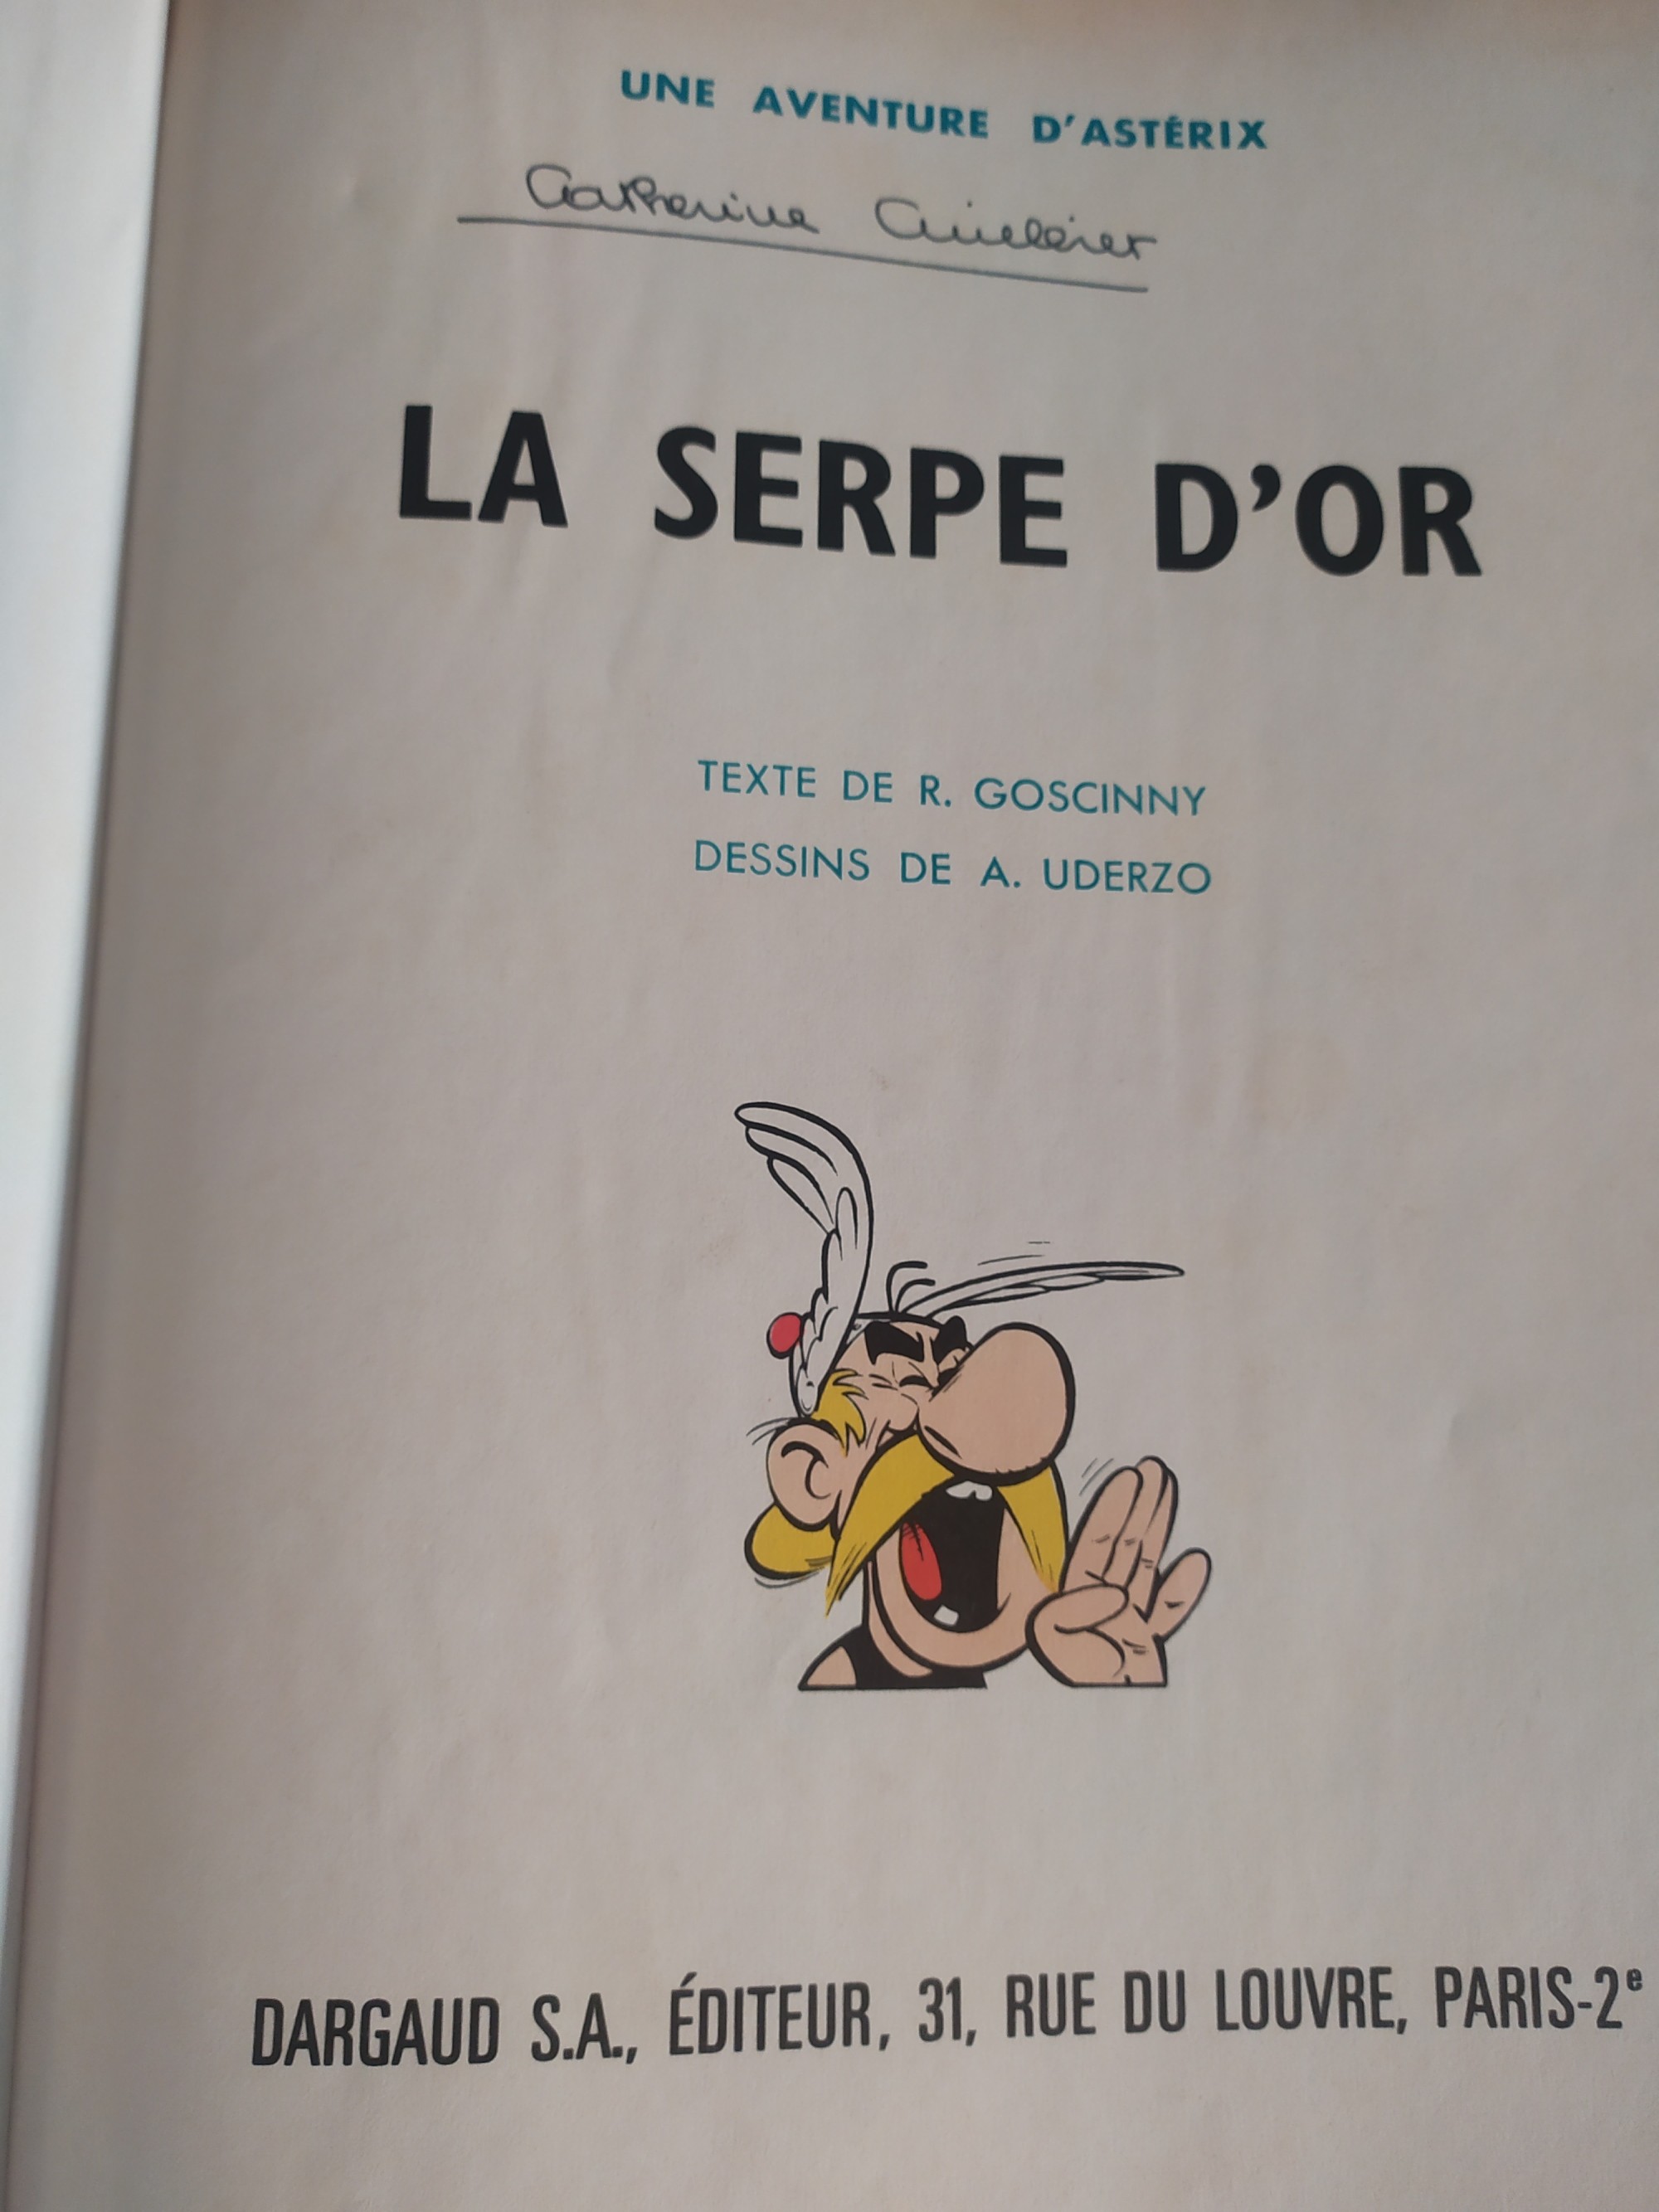 UNE AVENTURE D'ASTÉRIX
Catherine
LA SERPE D'OR
TEXTE DE R. GOSCINNY
DESSINS DE A. UDERZO
DARGAUD S.A., ÉDITEUR, 31, RUE DU LOUVRE, PARIS-2e